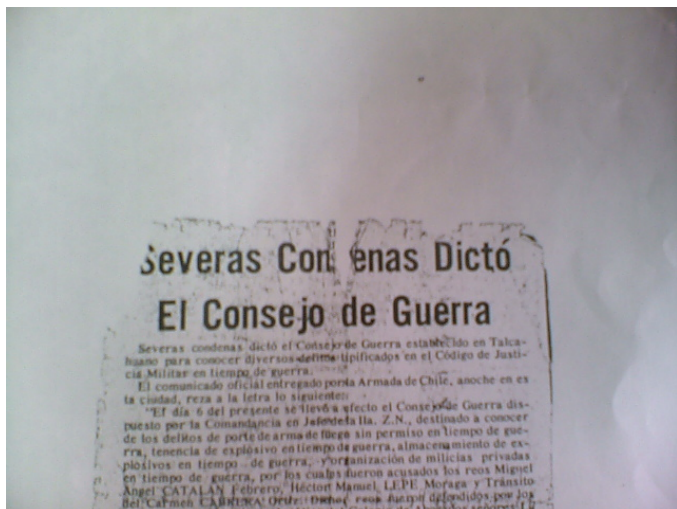 Severas Con enas Dictó
El Consejo de Guerra
Severas condenas dictó el Consejo de Guerra establecido en Talca-
huano para conocer diversos delitos tipificados en el Código de Justi-
cia Militar en tiempo de guerra.
El comunicado oficial entregado por la Armada de Chile, anoche en es
ta ciudad, reza a la letra lo siguiente:
"El día 6 del presente se llevó a efecto el Consejo de Guerra dis-
puesto por la Comandancia en Jefe de la IIa. Z.N., destinado a conocer
de los delitos de porte de arma de fuego sin permiso en tiempo de gue-
rra, tenencia de explosivo en tiempo de guerra, almacenamiento de ex-
plosivos en tiempo de guerra, y organización de milicias privadas
en tiempo de guerra, por los cuales fueron acusados los reos Miguel
Angel CATALAN Febrero, Héctor Manuel LEPE Moraga y Tránsito
del Carmen CABRERA Ortiz. Dichos reos fueron defendidos por los